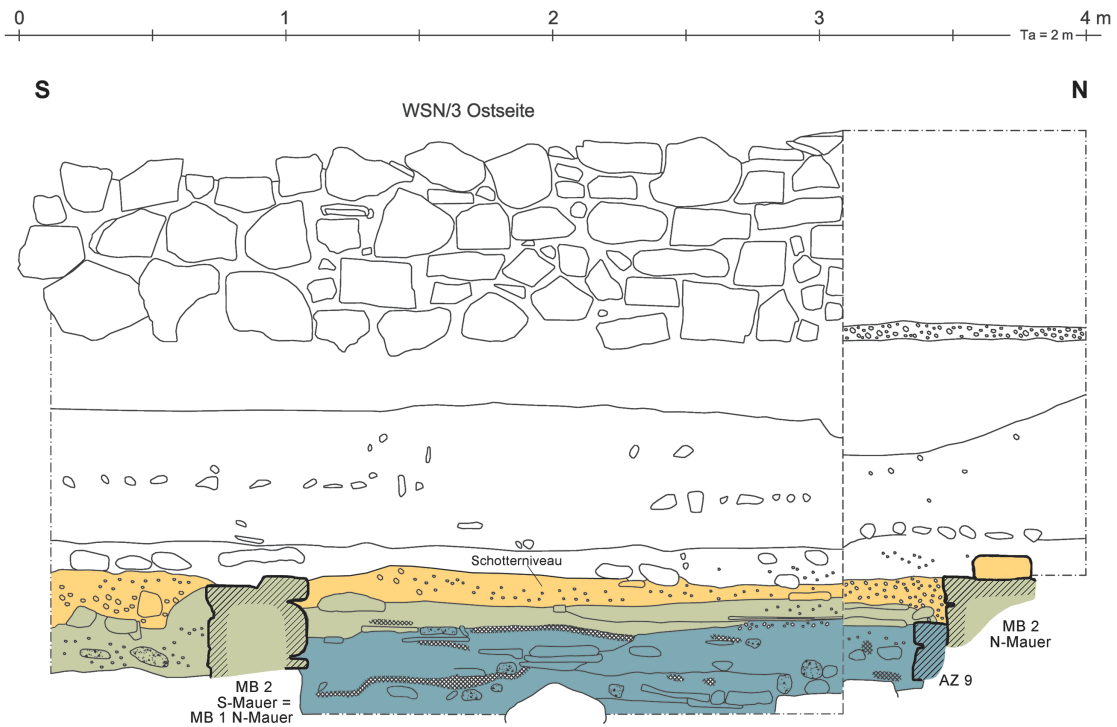 0 1 2 3 4 m
Ta = 2 m
S N
WSN/3 Ostseite
Schotterniveau
MB 2
N-Mauer
AZ 9
MB 2
S-Mauer =
MB 1 N-Mauer